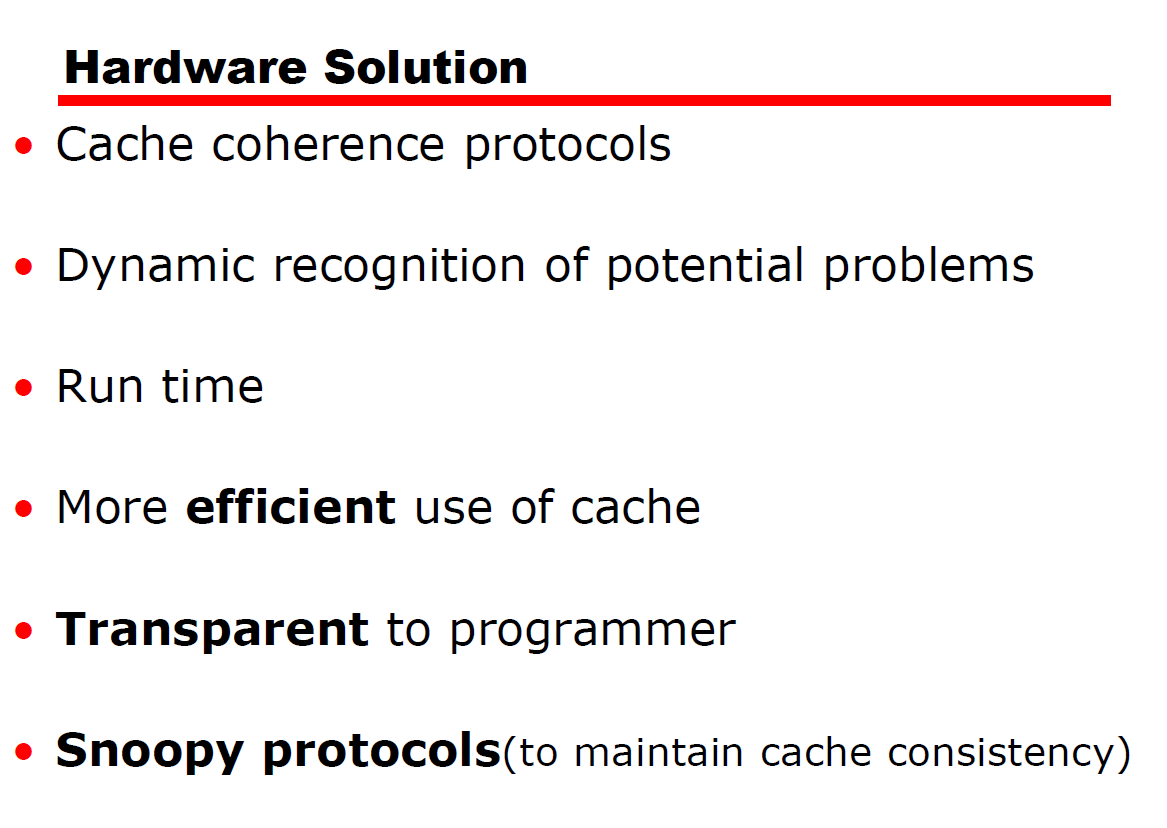 Hardware Solution
• Cache coherence protocols
• Dynamic recognition of potential problems
• Run time
• More efficient use of cache
• Transparent to programmer
• Snoopy protocols(to maintain cache consistency)